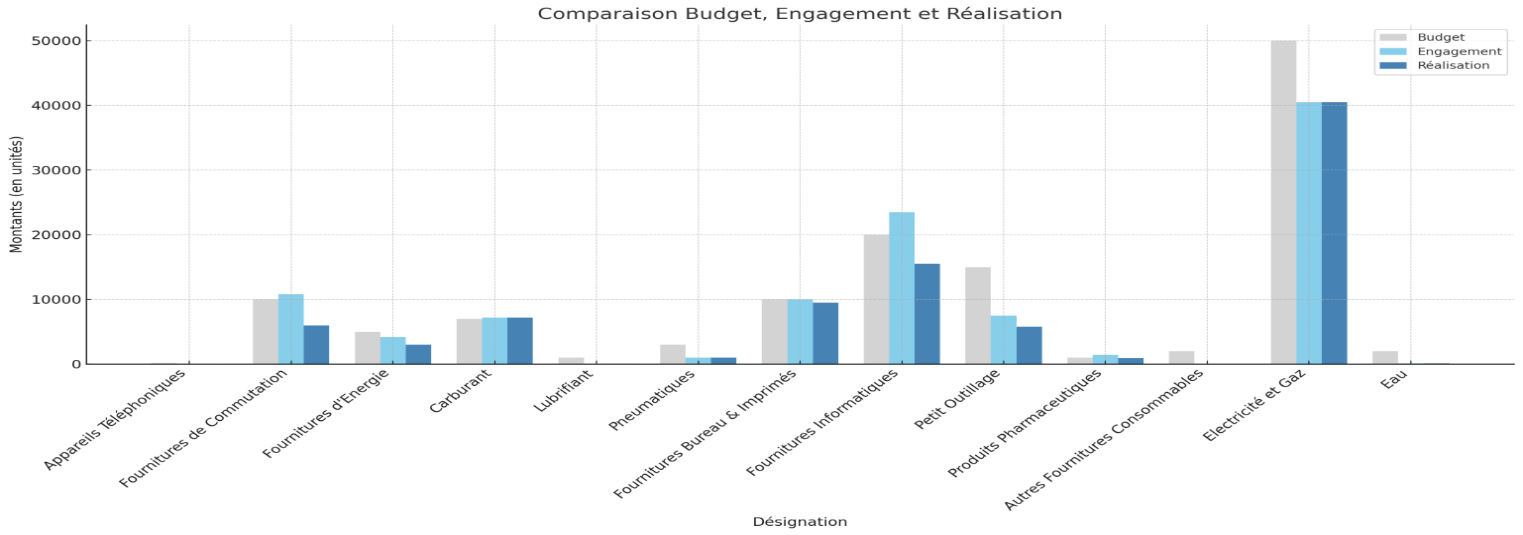 Comparaison Budget, Engagement et Réalisation
Budget
Engagement
Réalisation
Montants (en unités)
50000
40000
30000
20000
10000
0
Appareils Téléphoniques
Fournitures de Commutation
Fournitures d'Energie
Carburant
Lubrifiant
Pneumatiques
Fournitures Bureau & Imprimés
Fournitures Informatiques
Petit Outillage
Produits Pharmaceutiques
Autres Fournitures Consommables
Electricité et Gaz
Eau
Désignation